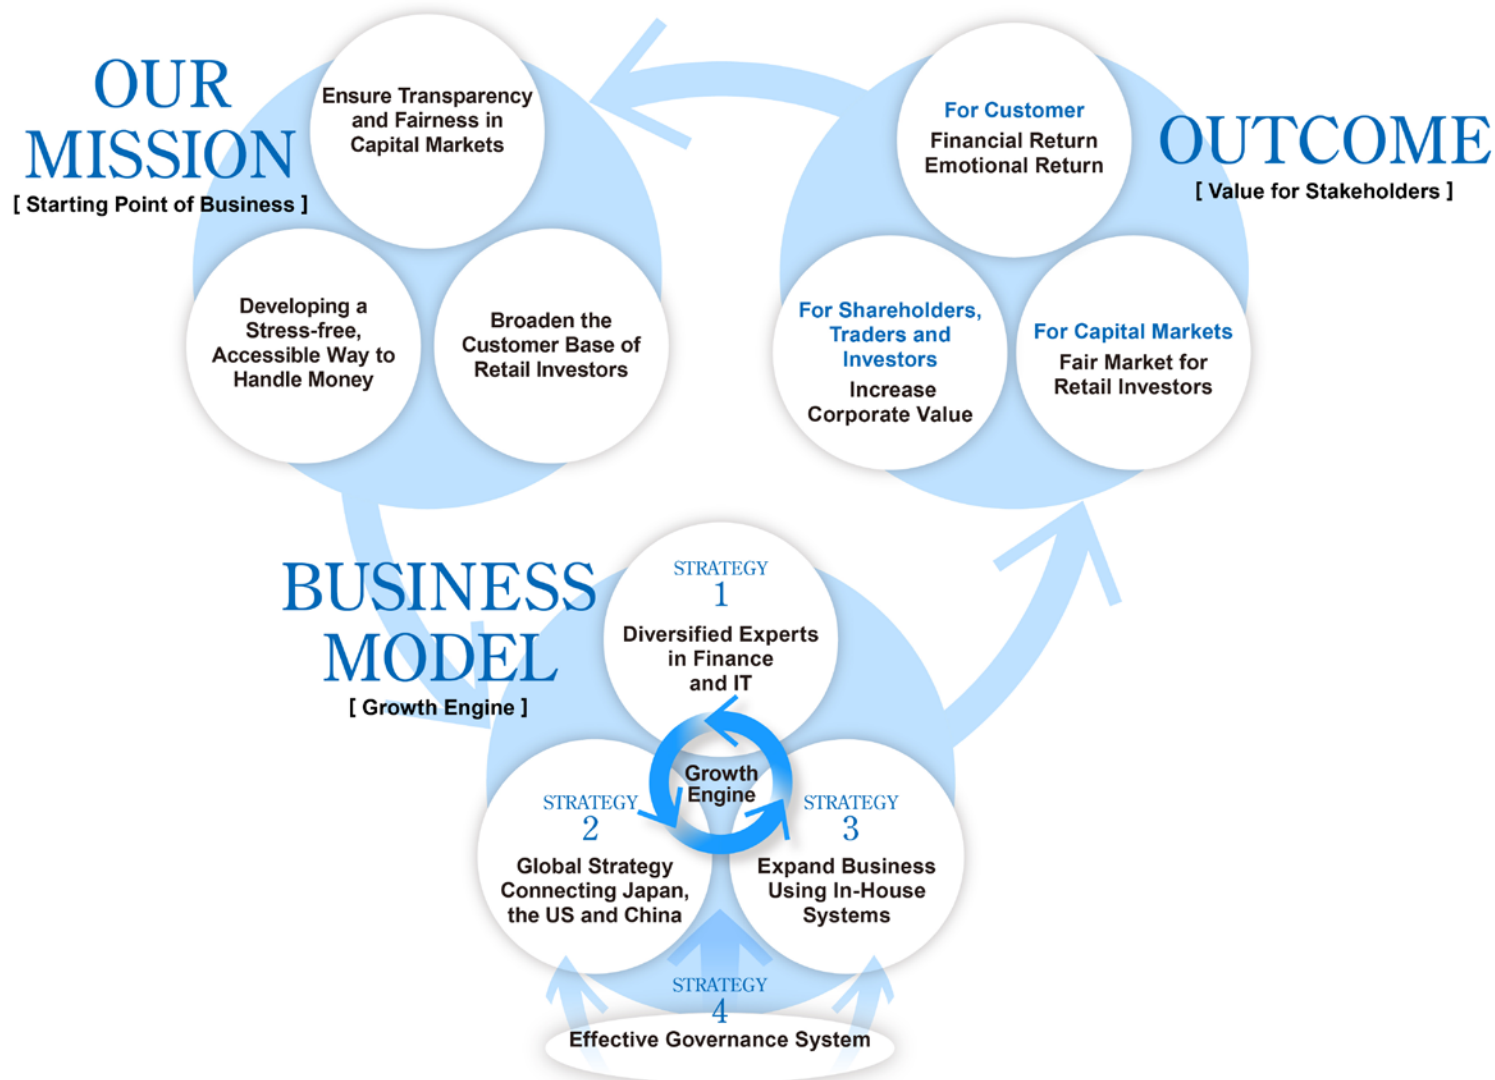 OUR
MISSION
[ Starting Point of Business ]
Ensure Transparency
and Fairness in
Capital Markets
Developing a
Stress-free,
Accessible Way to
Handle Money
Broaden the
Customer Base of
Retail Investors
OUTCOME
[ Value for Stakeholders ]
For Customer
Financial Return
Emotional Return
For Shareholders,
Traders and
Investors
Increase
Corporate Value
For Capital Markets
Fair Market for
Retail Investors
BUSINESS
MODEL
[ Growth Engine ]
STRATEGY
1
Diversified Experts
in Finance
and IT
Growth
Engine
STRATEGY
2
Global Strategy
Connecting Japan,
the US and China
STRATEGY
3
Expand Business
Using In-House
Systems
STRATEGY
4
Effective Governance System